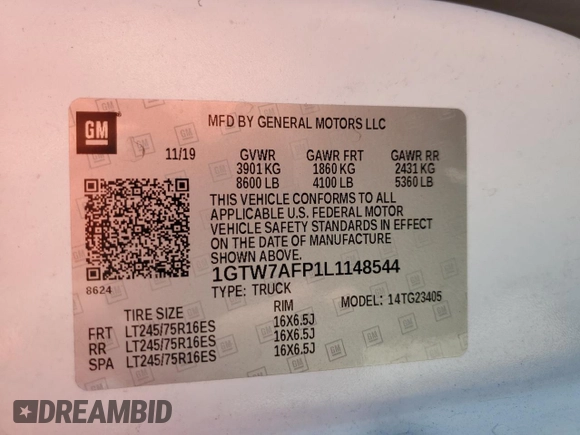 GM
MFD BY GENERAL MOTORS LLC
11/19 GVWR GAWR FRT GAWR RR
3901 KG 1860 KG 2431 KG
8600 LB 4100 LB 5360 LB
THIS VEHICLE CONFORMS TO ALL
APPLICABLE U.S. FEDERAL MOTOR
VEHICLE SAFETY STANDARDS IN EFFECT
ON THE DATE OF MANUFACTURE
SHOWN ABOVE.
1GTW7AFP1L1148544
8624
TYPE: TRUCK MODEL: 14TG23405
TIRE SIZE RIM
FRT LT245/75R16ES 16X6.5J
RR LT245/75R16ES 16X6.5J
SPA LT245/75R16ES 16X6.5J
DREAMBID